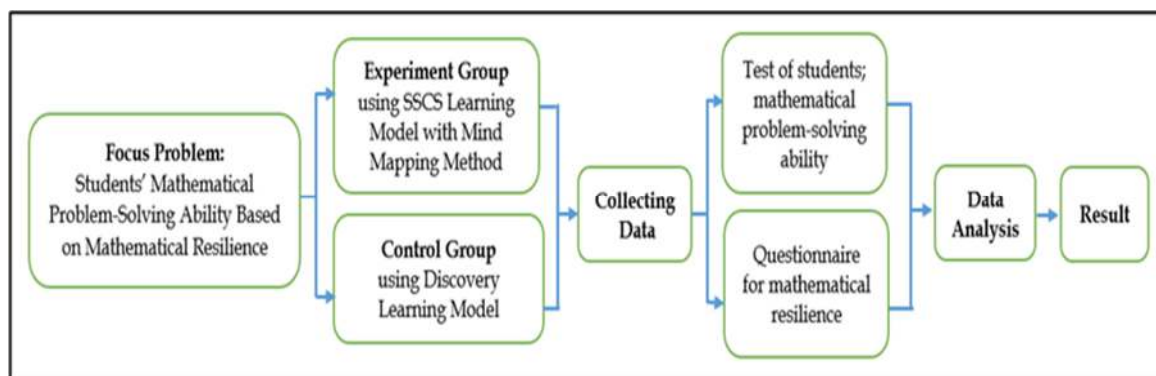 Focus Problem:
Students' Mathematical
Problem-Solving Ability Based
on Mathematical Resilience
Experiment Group
using SSCS Learning
Model with Mind
Mapping Method
Control Group
using Discovery
Learning Model
Collecting
Data
Test of students;
mathematical
problem-solving
ability
Questionnaire
for mathematical
resilience
Data
Analysis
Result